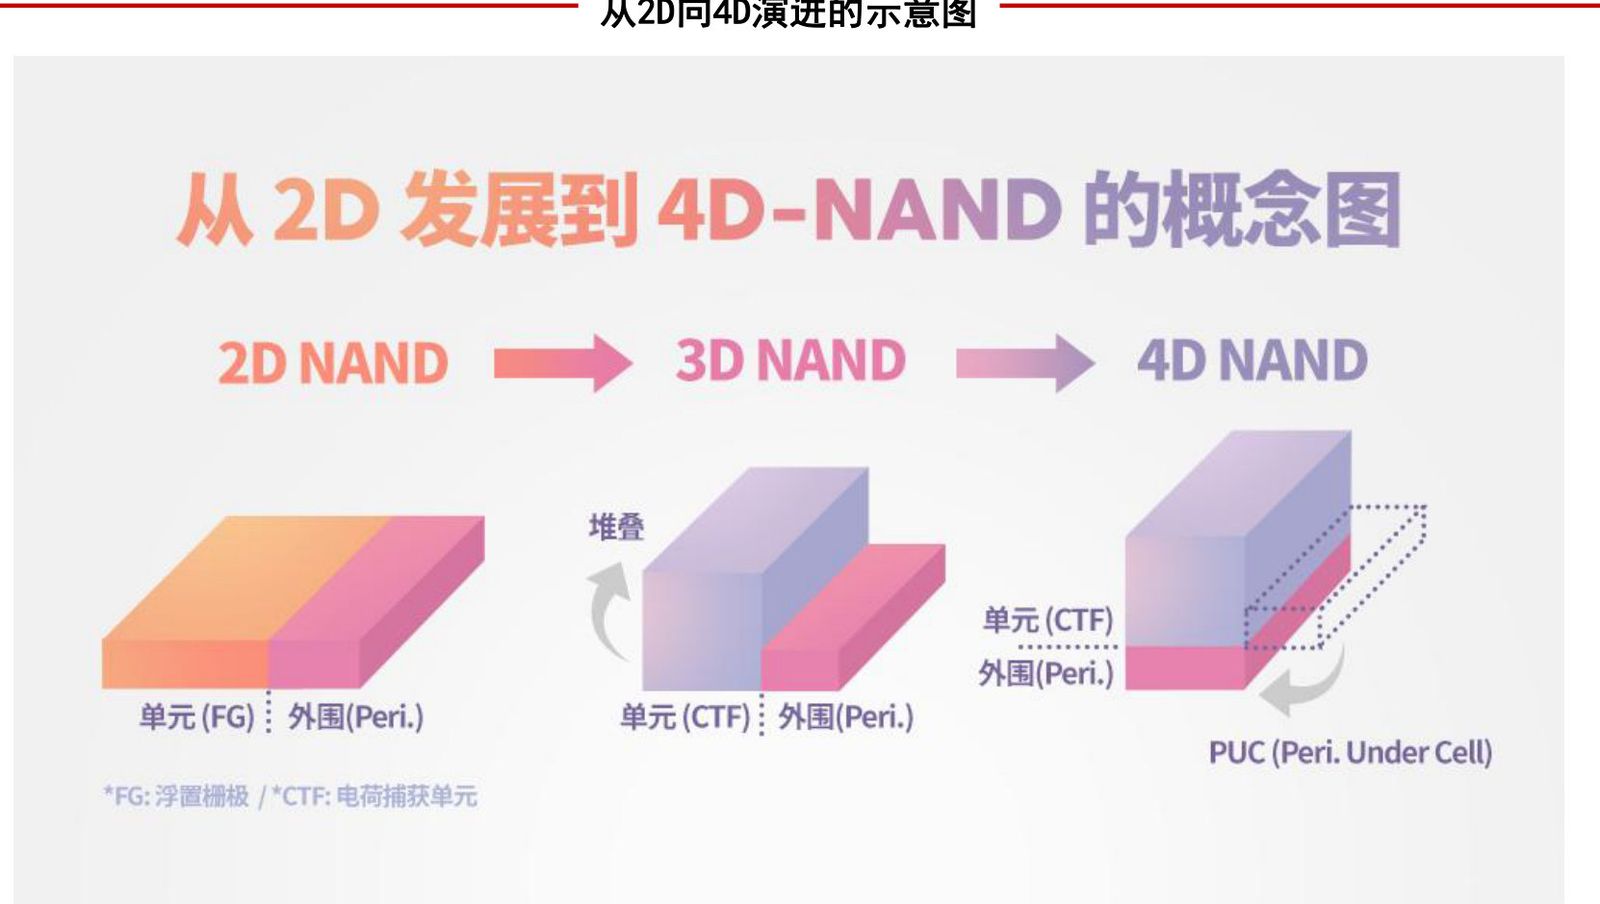 从2D向4D演进的示意图
从 2D 发展到 4D-NAND 的概念图
2D NAND
3D NAND
4D NAND
堆叠
单元 (FG)
外围(Peri.)
单元 (CTF)
外围(Peri.)
单元 (CTF)
外围(Peri.)
PUC (Peri. Under Cell)
*FG: 浮置栅极 / *CTF: 电荷捕获单元